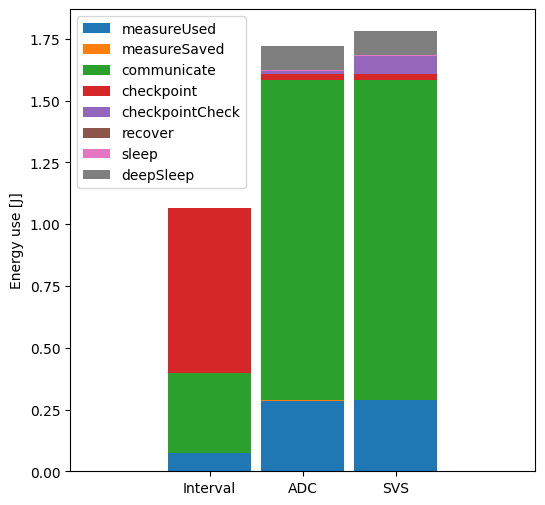 measureUsed
measureSaved
communicate
checkpoint
checkpointCheck
recover
sleep
deepSleep
Energy use [J]
1.75
1.50
1.25
1.00
0.75
0.50
0.25
0.00
Interval
ADC
SVS